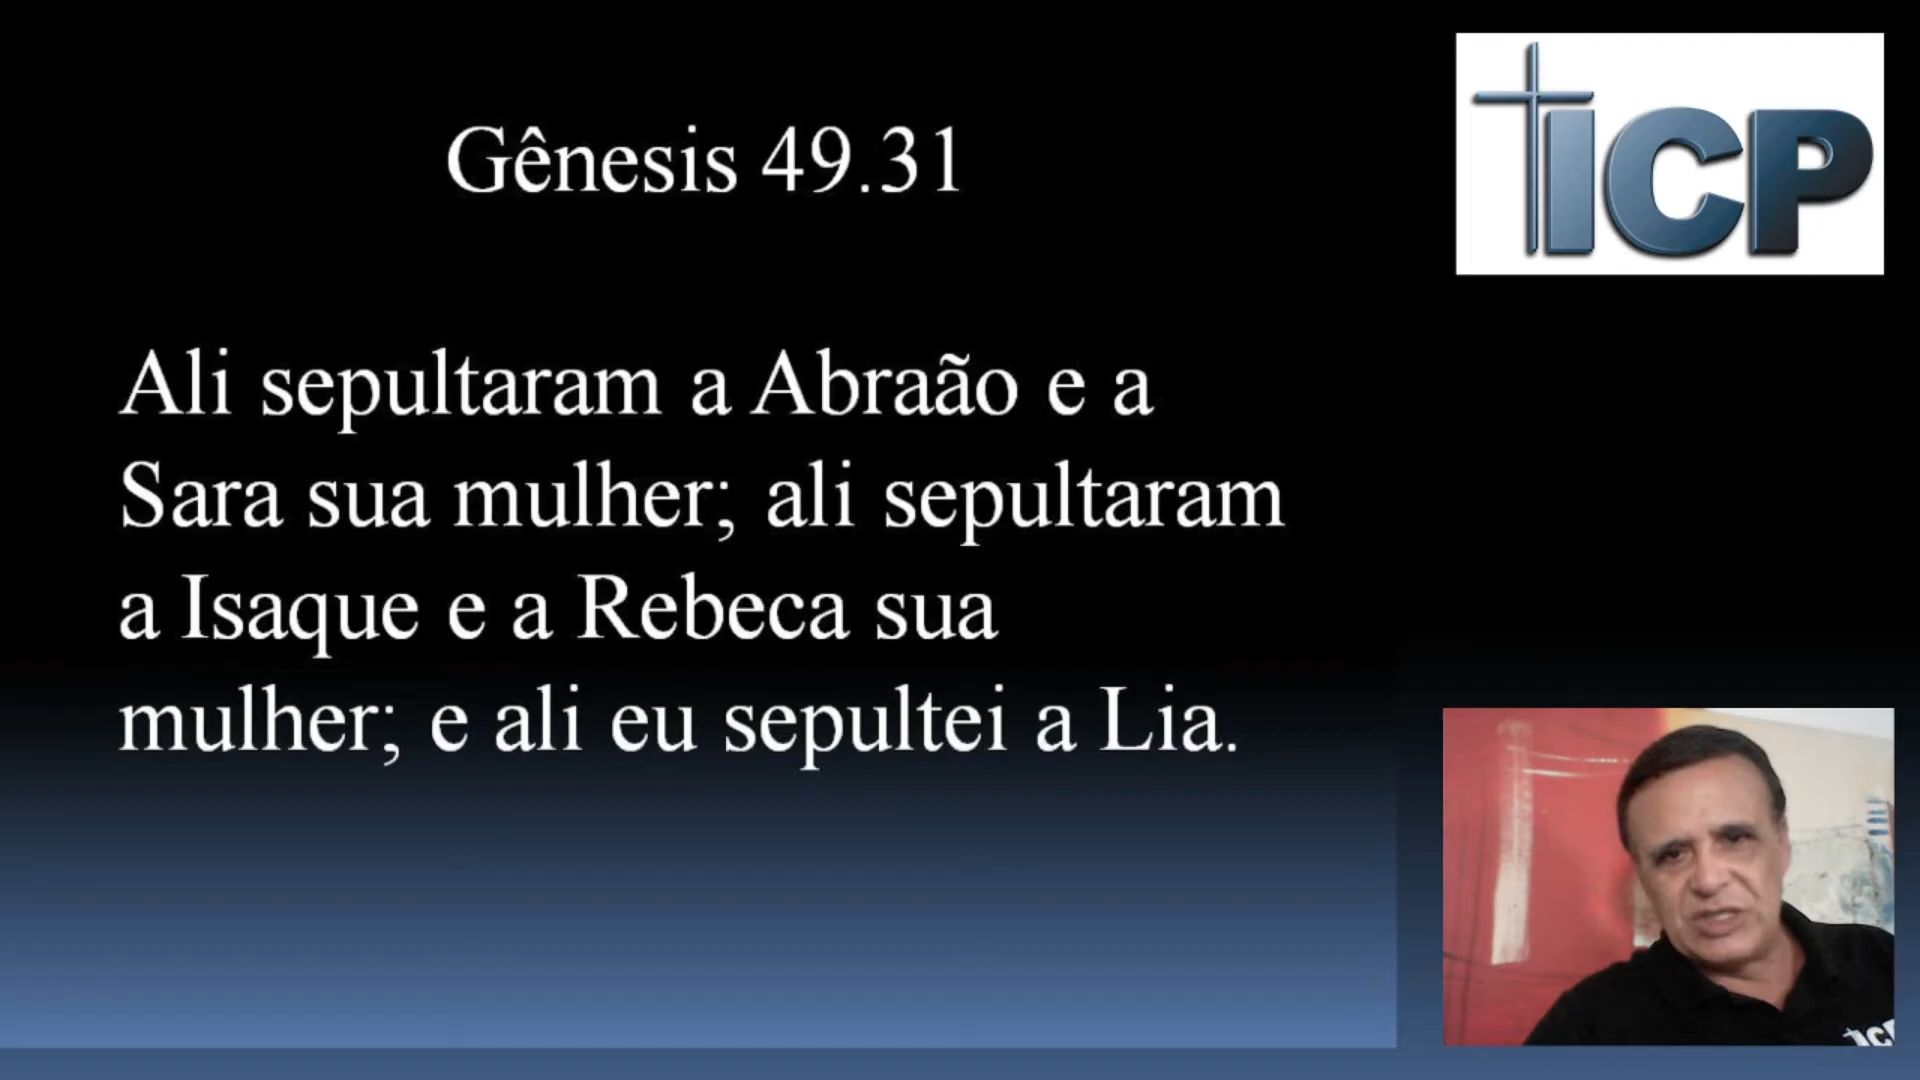 Gênesis 49.31
ICP
Ali sepultaram a Abraão e a
Sara sua mulher; ali sepultaram
a Isaque e a Rebeca sua
mulher; e ali eu sepultei a Lia.
ICP